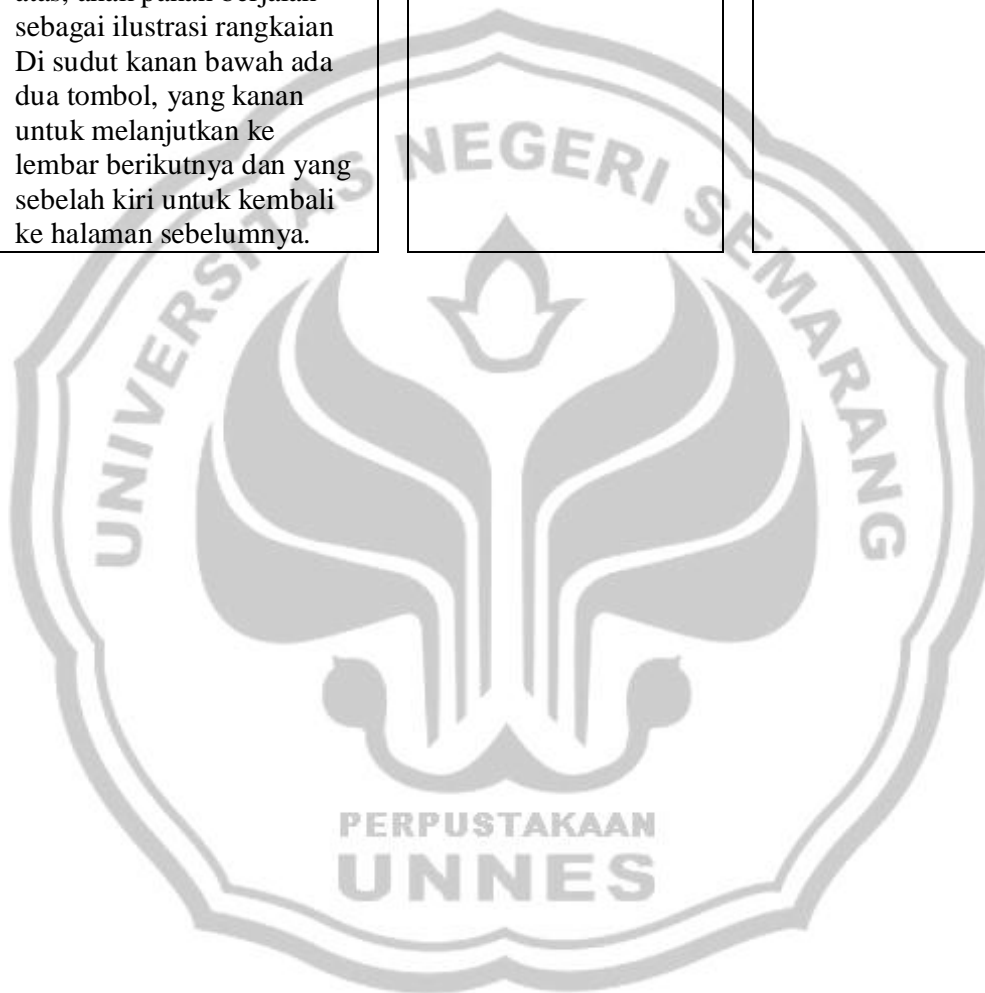 sebagai ilustrasi rangkaian
Di sudut kanan bawah ada
dua tombol, yang kanan
untuk melanjutkan ke
lembar berikutnya dan yang
sebelah kiri untuk kembali
ke halaman sebelumnya.
UNIVERSITAS NEGERI SEMARANG
PERPUSTAKAAN
UNNES